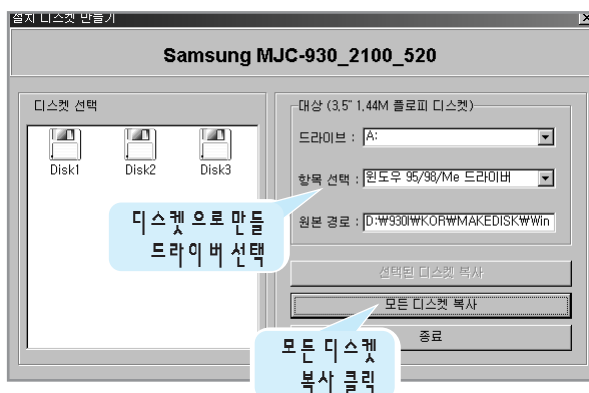 설치 디스켓 만들기
Samsung MJC-930_2100_520
디스켓 선택
Disk1 Disk2 Disk3
대상 (3,5" 1,44M 플로피 디스켓)
드라이브 : A:
항목 선택 : 윈도우 95/98/Me 드라이버
원본 경로 : D:₩930I₩KOR₩MAKEDISK₩Win
디스켓 으로 만들
드라이버 선택
선택된 디스켓 복사
모든 디스켓 복사
종료
모든 디스켓
복사 클릭